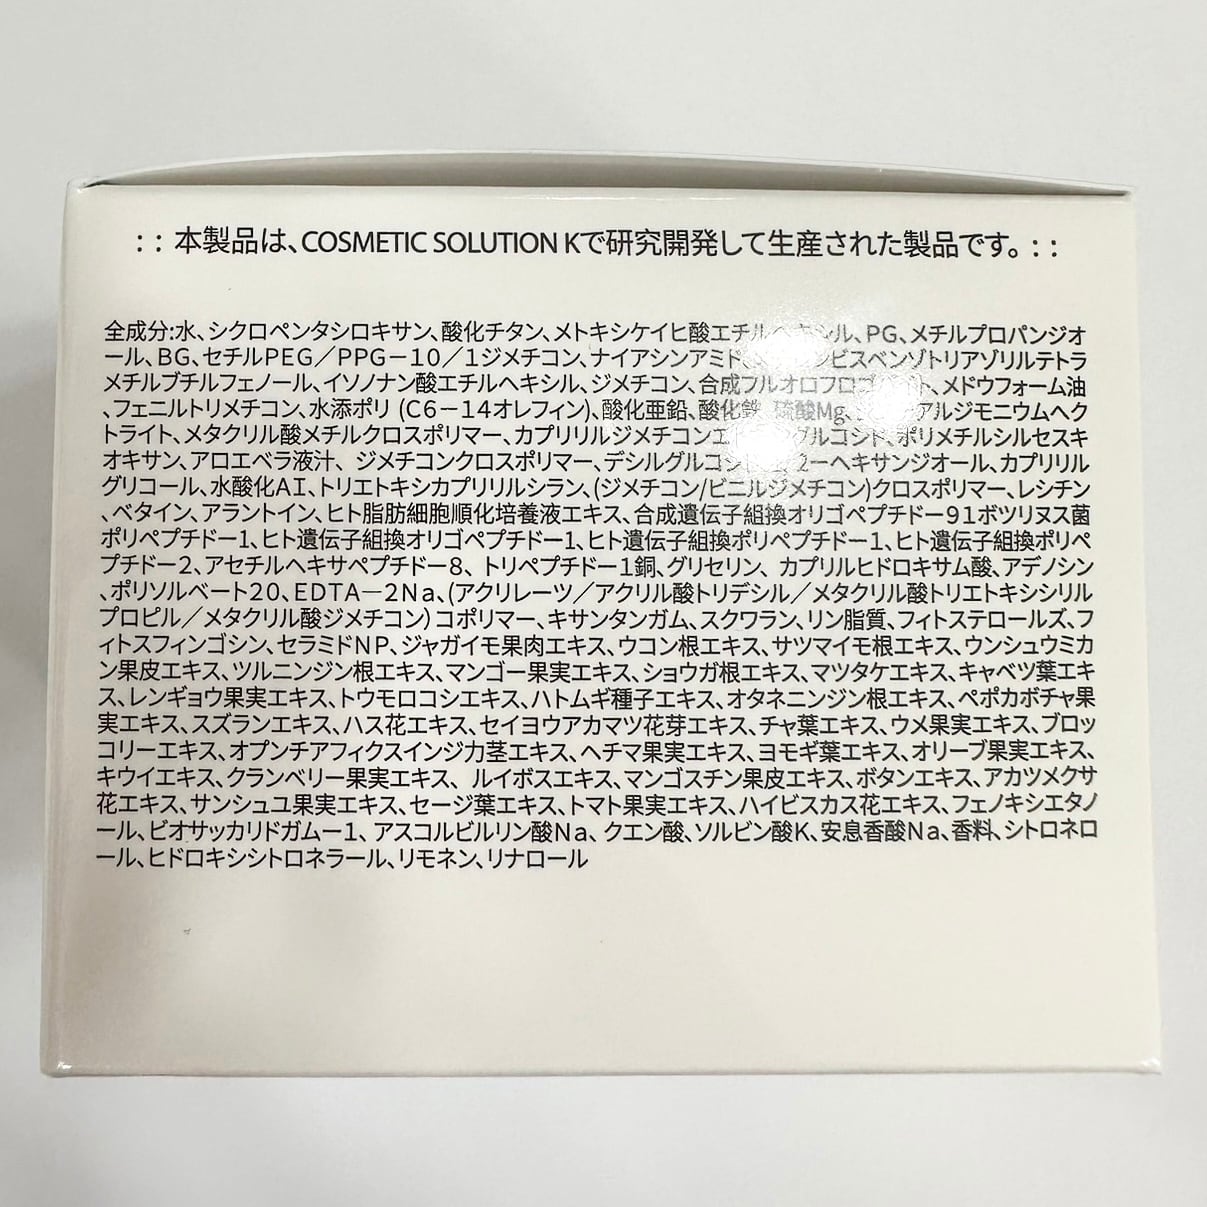 :: 本製品は、COSMETIC SOLUTION Kで研究開発して生産された製品です。::
全成分:水、シクロペンタシロキサン、酸化チタン、メトキシケイヒ酸エチルヘキシル、PG、メチルプロパンジオ
ール、BG、セチルPEG／PPG－10／1ジメチコン、ナイアシンアミド、ビスベンゾトリアゾリルテトラ
メチルブチルフェノール、イソノナン酸エチルヘキシル、ジメチコン、合成フルオロフロゴパイト、メドウフォーム油
、フェニルトリメチコン、水添ポリ (C6－14オレフィン)、酸化亜鉛、酸化鉄、硫酸Mg、アルジモニウムヘク
トライト、メタクリル酸メチルクロスポリマー、カプリリルジメチコンエ グルコシド、ポリメチルシルセスキ
オキサン、アロエベラ液汁、ジメチコンクロスポリマー、デシルグルコシ 2－ヘキサンジオール、カプリリル
グリコール、水酸化AI、トリエトキシカプリリルシラン、(ジメチコン/ビニルジメチコン)クロスポリマー、レシチン
、ベタイン、アラントイン、ヒト脂肪細胞順化培養液エキス、合成遺伝子組換オリゴペプチドー91ボツリヌス菌
ポリペプチドー1、ヒト遺伝子組換オリゴペプチドー1、ヒト遺伝子組換ポリペプチドー1、ヒト遺伝子組換ポリペ
プチドー2、アセチルヘキサペプチドー8、トリペプチドー1銅、グリセリン、カプリルヒドロキサム酸、アデノシン
、ポリソルベート20、EDTA－2Na、(アクリレーツ／アクリル酸トリデシル／メタクリル酸トリエトキシシリル
プロピル／メタクリル酸ジメチコン) コポリマー、キサンタンガム、スクワラン、リン脂質、フィトステロールズ、フ
ィトスフィンゴシン、セラミドNP、ジャガイモ果肉エキス、ウコン根エキス、サツマイモ根エキス、ウンシュウミカ
ン果皮エキス、ツルニンジン根エキス、マンゴー果実エキス、ショウガ根エキス、マツタケエキス、キャベツ葉エキ
ス、レンギョウ果実エキス、トウモロコシエキス、ハトムギ種子エキス、オタネニンジン根エキス、ペポカボチャ果
実エキス、スズランエキス、ハス花エキス、セイヨウアカマツ花芽エキス、チャ葉エキス、ウメ果実エキス、ブロッ
コリーエキス、オプンチアフィクスインジ力茎エキス、ヘチマ果実エキス、ヨモギ葉エキス、オリーブ果実エキス、
キウイエキス、クランベリー果実エキス、ルイボスエキス、マンゴスチン果皮エキス、ボタンエキス、アカツメクサ
花エキス、サンシュユ果実エキス、セージ葉エキス、トマト果実エキス、ハイビスカス花エキス、フェノキシエタノ
ール、ビオサッカリドガムー1、アスコルビルリン酸Na、クエン酸、ソルビン酸K、安息香酸Na、香料、シトロネロ
ール、ヒドロキシシトロネラール、リモネン、リナロール